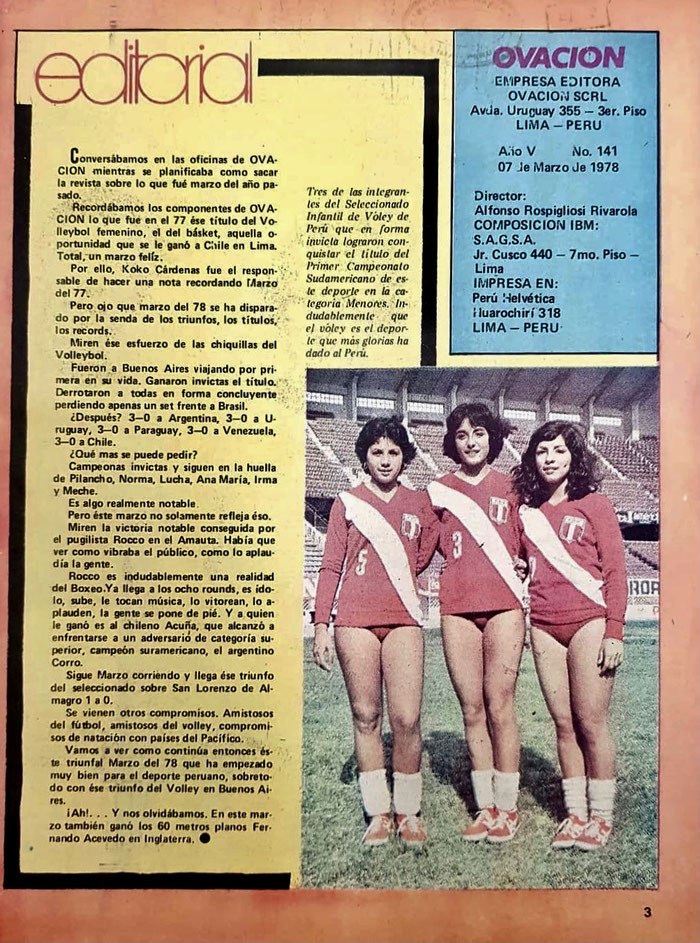 editorial
Conversábamos en las oficinas de OVA-
CION mientras se planificaba como sacar
la revista sobre lo que fué marzo del año pa-
sado.
Recordábamos los componentes de OVA-
CION lo que fue en el 77 ése título del Vo-
lleybol femenino, el del básket, aquella o-
portunidad que se le ganó a Chile en Lima.
Total, un marzo felíz.
Por ello, Koko Cárdenas fue el respon-
sable de hacer una nota recordando Marzo
del 77.
Pero ojo que marzo del 78 se ha dispara-
do por la senda de los triunfos, los títulos,
los records.
Miren ése esfuerzo de las chiquillas del
Volleybol.
Fueron a Buenos Aires viajando por pri-
mera en su vida. Ganaron invictas el título.
Derrotaron a todas en forma concluyente
perdiendo apenas un set frente a Brasil.
¿Después? 3—0 a Argentina, 3—0 a U-
ruguay, 3—0 a Paraguay, 3—0 a Venezuela,
3—0 a Chile.
¿Qué mas se puede pedir?
Campeonas invictas y siguen en la huella
de Pilancho, Norma, Lucha, Ana María, Irma
y Meche.
Es algo realmente notable.
Pero éste marzo no solamente refleja éso.
Miren la victoria notable conseguida por
el pugilista Rocco en el Amauta. Había que
ver como vibraba el público, como lo aplau-
día la gente.
Rocco es indudablemente una realidad
del Boxeo. Ya llega a los ocho rounds, es ído-
lo, sube, le tocan música, lo vitorean, lo a-
plauden, la gente se pone de pié. Y a quien
le ganó es al chileno Acuña, que alcanzó a
enfrentarse a un adversario de categoría su-
perior, campeón suramericano, el argentino
Corro.
Sigue Marzo corriendo y llega ése triunfo
del seleccionado sobre San Lorenzo de Al-
magro 1 a 0.
Se vienen otros compromisos. Amistosos
del fútbol, amistosos del volley, compromi-
sos de natación con países del Pacífico.
Vamos a ver como continúa entonces és-
te triunfal Marzo del 78 que ha empezado
muy bien para el deporte peruano, sobreto-
do con ése triunfo del Volley en Buenos Ai-
res.
¡Ah!. . . Y nos olvidábamos. En este mar-
zo también ganó los 60 metros planos Fer-
nando Acevedo en Inglaterra.
Tres de las integran-
tes del Seleccionado
Infantil de Vóley de
Perú que en forma
invicta lograron con-
quistar el título del
Primer Campeonato
Sudamericano de es-
te deporte en la ca-
tegoría Menores. In-
dudablemente que
el vóley es el depor-
te que más glorias ha
dado al Perú.
OVACION
EMPRESA EDITORA
OVACION SCRL
Avda. Uruguay 355 — 3er. Piso
LIMA — PERU
Año V No. 141
07 de Marzo de 1978
Director:
Alfonso Rospigliosi Rivarola
COMPOSICION IBM:
S.A.G.S.A.
Jr. Cusco 440 — 7mo. Piso —
Lima
IMPRESA EN:
Perú Helvética
Huarochirí 318
LIMA — PERU
5
3
3